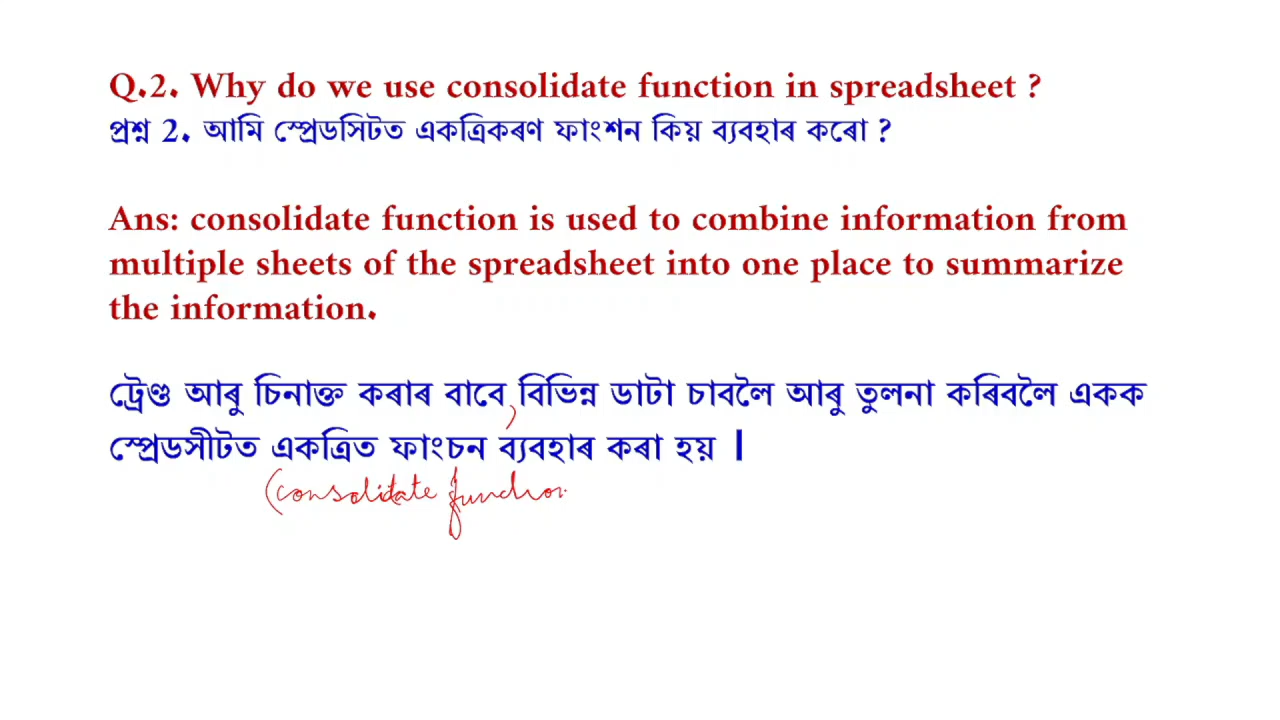 Q.2. Why do we use consolidate function in spreadsheet ?
প্ৰশ্ন 2. আমি স্প্ৰেডসিটত একত্ৰিকৰণ ফাংশন কিয় ব্যবহাৰ কৰো ?
Ans: consolidate function is used to combine information from
multiple sheets of the spreadsheet into one place to summarize
the information.
ট্ৰেণ্ড আৰু চিনাক্ত কৰাৰ বাবে, বিভিন্ন ডাটা চাবলৈ আৰু তুলনা কৰিবলৈ একক
স্প্ৰেডসীটত একত্ৰিত ফাংচন ব্যবহাৰ কৰা হয় |
(consolidate function